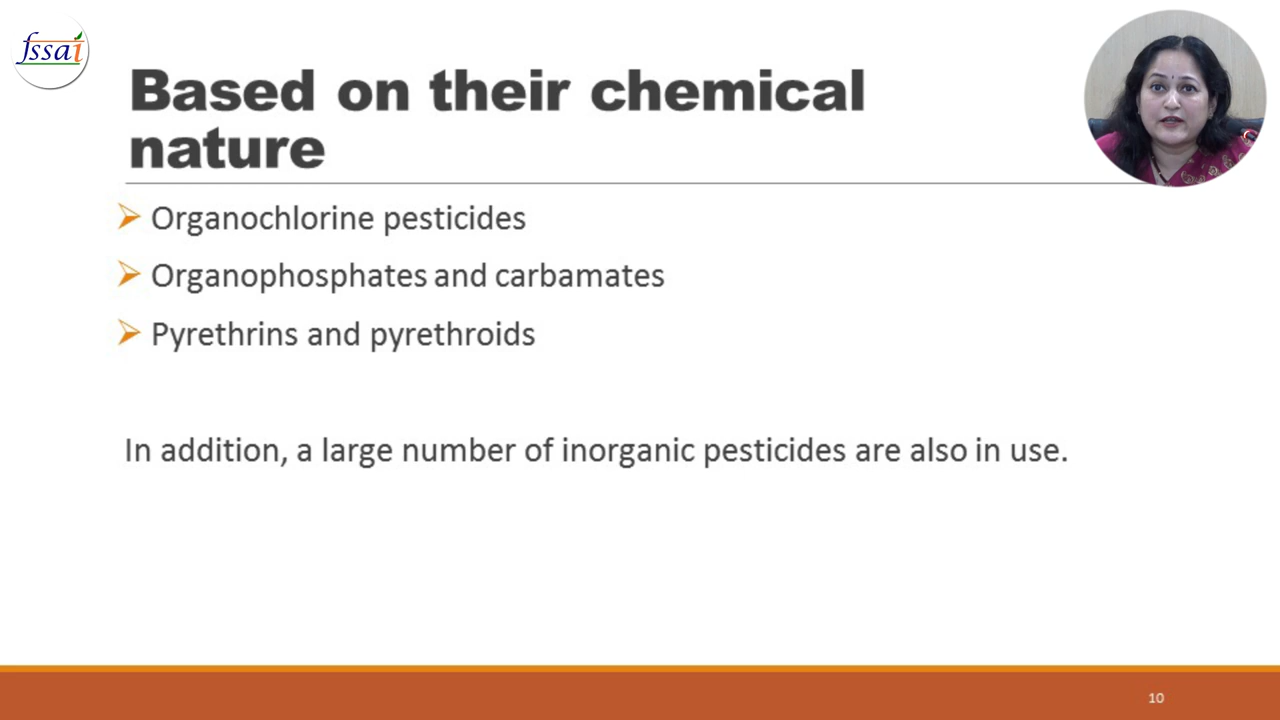 fssai
Based on their chemical
nature
Organochlorine pesticides
Organophosphates and carbamates
Pyrethrins and pyrethroids
In addition, a large number of inorganic pesticides are also in use.
10